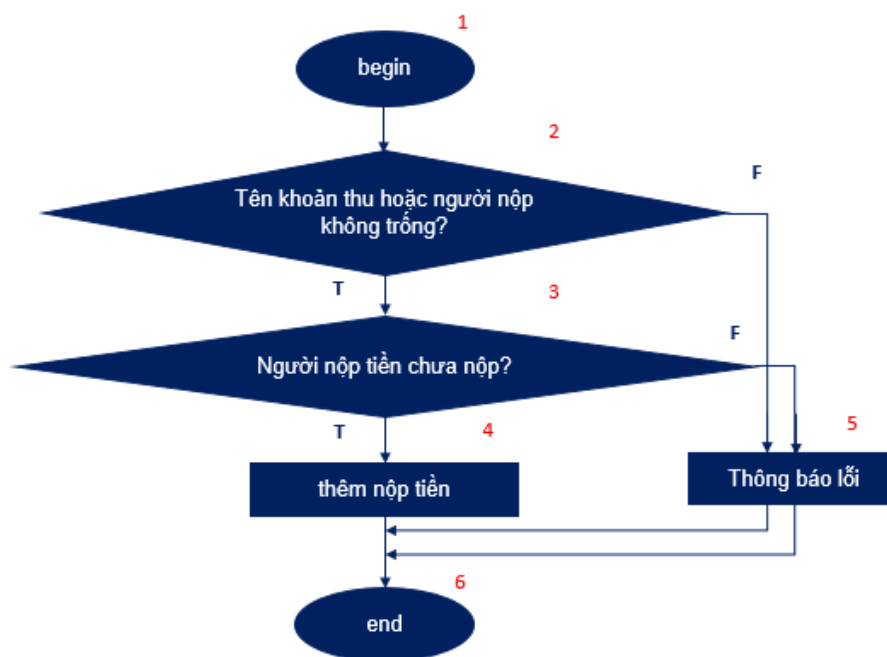 1
begin
2
F
Tên khoản thu hoặc người nộp
không trống?
T
3
F
Người nộp tiền chưa nộp?
T
4
5
thêm nộp tiền
Thông báo lỗi
6
end